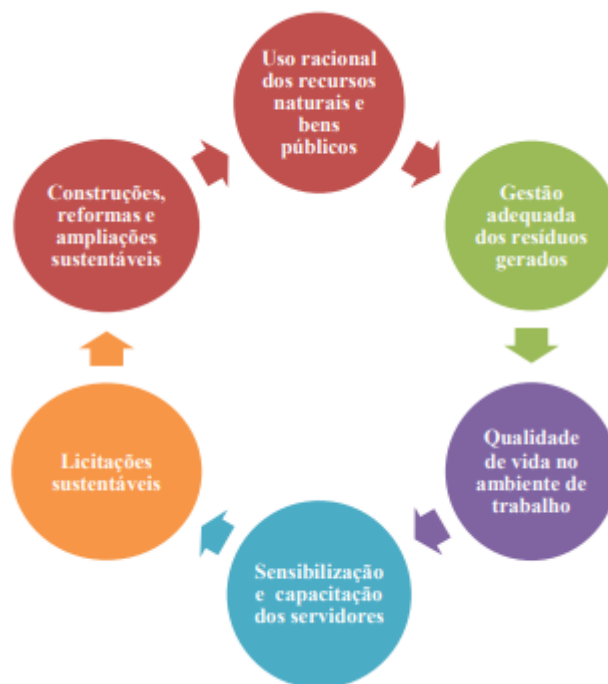 Uso racional
dos recursos
naturais e
bens
públicos
Gestão
adequada
dos resíduos
gerados
Qualidade
de vida no
ambiente de
trabalho
Sensibilização
e capacitação
dos servidores
Licitações
sustentáveis
Construções,
reformas e
ampliações
sustentáveis